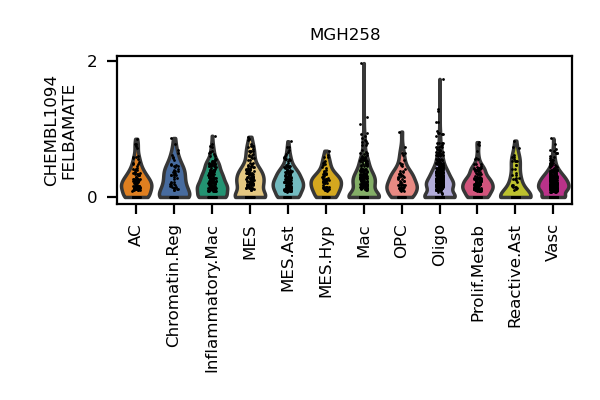 MGH258
CHEMBL1094
FELBAMATE
2
0
AC
Chromatin.Reg
Inflammatory.Mac
MES
MES.Ast
MES.Hyp
Mac
OPC
Oligo
Prolif.Metab
Reactive.Ast
Vasc